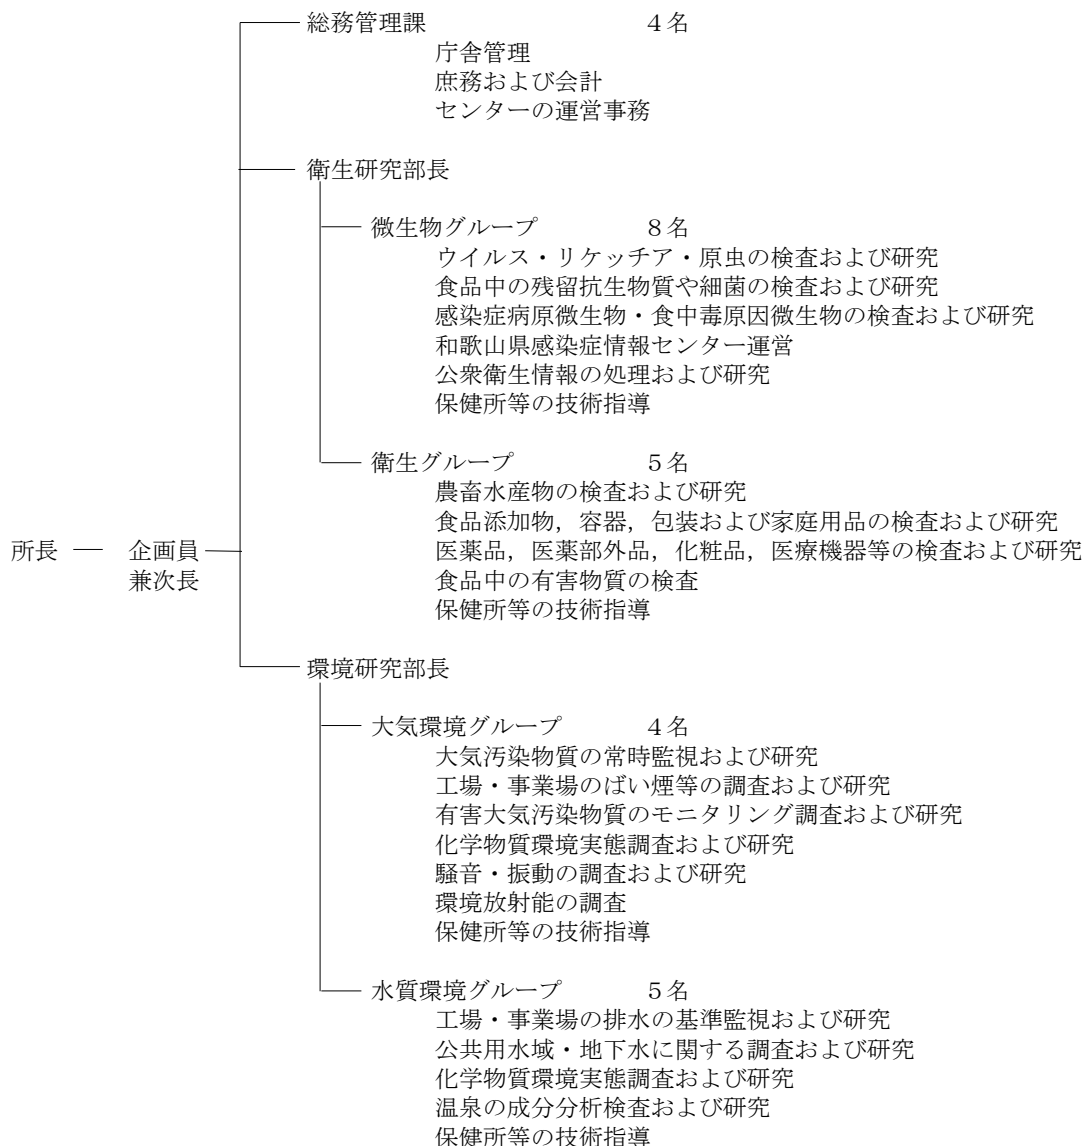 総務管理課 4名
庁舎管理
庶務および会計
センターの運営事務
衛生研究部長
微生物グループ 8名
ウイルス・リケッチア・原虫の検査および研究
食品中の残留抗生物質や細菌の検査および研究
感染症病原微生物・食中毒原因微生物の検査および研究
和歌山県感染症情報センター運営
公衆衛生情報の処理および研究
保健所等の技術指導
衛生グループ 5名
農畜水産物の検査および研究
食品添加物，容器，包装および家庭用品の検査および研究
所長 企画員 医薬品，医薬部外品，化粧品，医療機器等の検査および研究
兼次長 食品中の有害物質の検査
保健所等の技術指導
環境研究部長
大気環境グループ 4名
大気汚染物質の常時監視および研究
工場・事業場のばい煙等の調査および研究
有害大気汚染物質のモニタリング調査および研究
化学物質環境実態調査および研究
騒音・振動の調査および研究
環境放射能の調査
保健所等の技術指導
水質環境グループ 5名
工場・事業場の排水の基準監視および研究
公共用水域・地下水に関する調査および研究
化学物質環境実態調査および研究
温泉の成分分析検査および研究
保健所等の技術指導